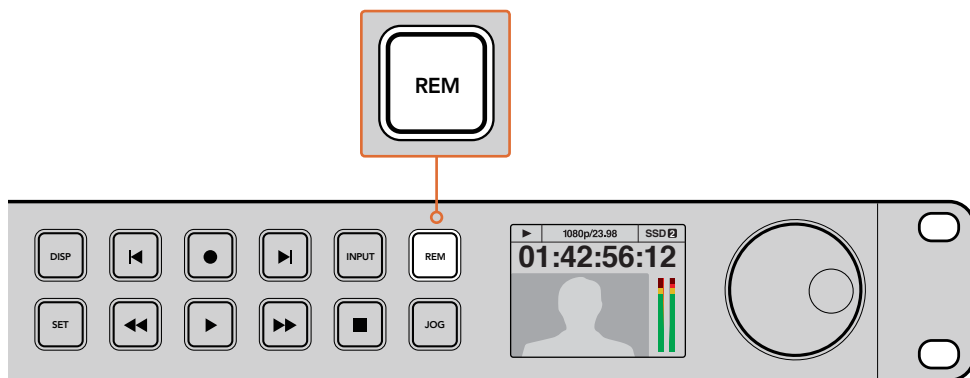 REM
DISP
INPUT
REM
1080p/23.98
SSD 2
01:42:56:12
SET
JOG